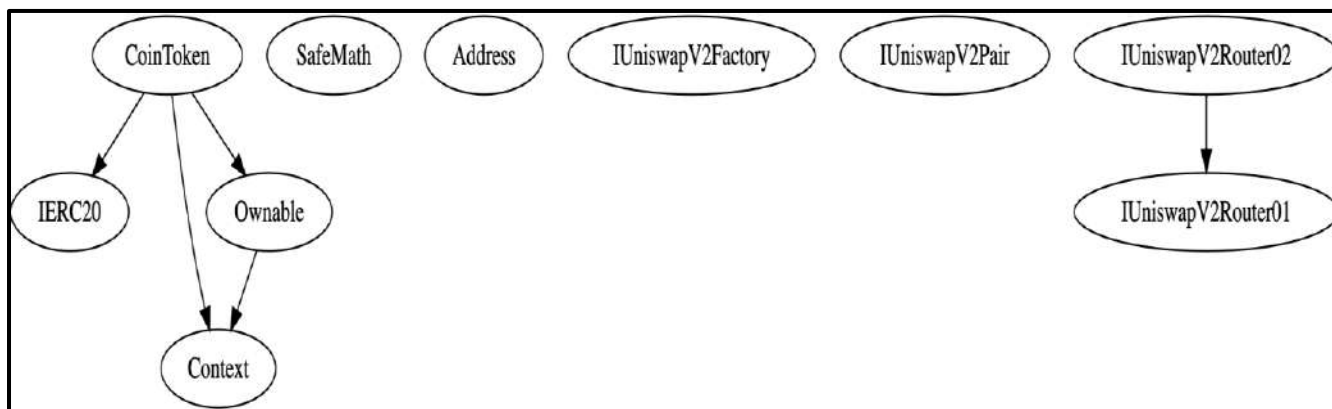 CoinToken
SafeMath
Address
IUniswapV2Factory
IUniswapV2Pair
IUniswapV2Router02
IERC20
Ownable
IUniswapV2Router01
Context